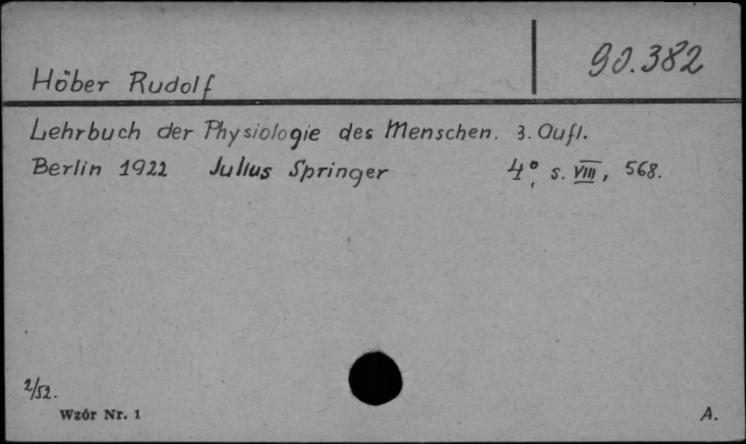 90.382
Höber Rudolf
Lehrbuch der Physiologie des Menschen. 3. Aufl.
Berlin 1922 Julius Springer 4°, s. VIII, 568.
2/52.
Wzór Nr. 1 A.